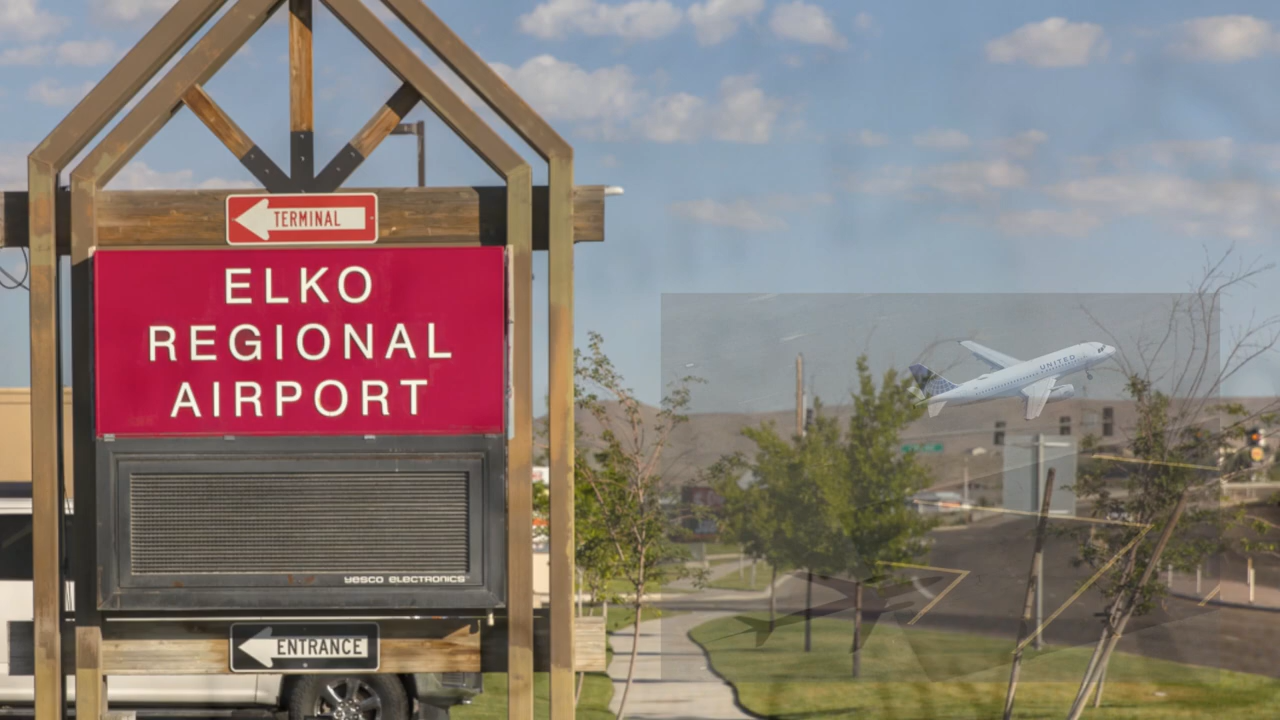 TERMINAL
ELKO
REGIONAL
AIRPORT
YESCO ELECTRONICS
ENTRANCE
UNITED